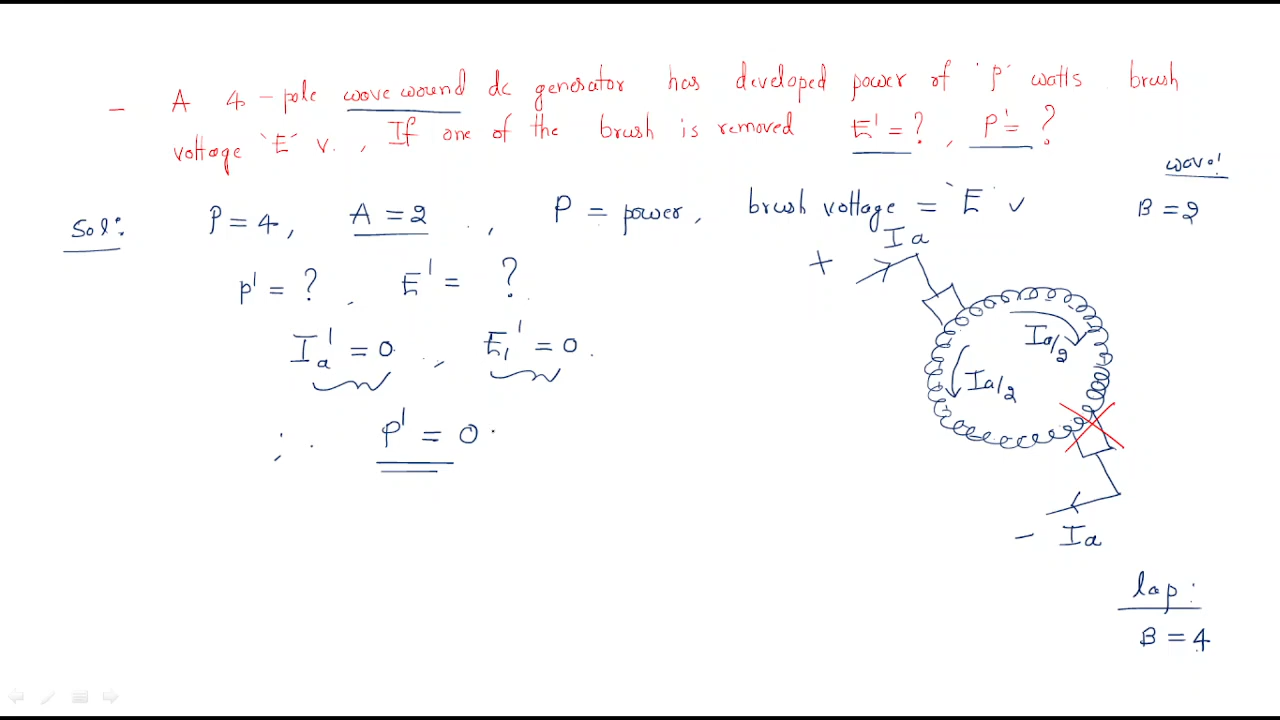 - A 4-pole wave wound dc generator has developed power of 'P' watts brush
voltage `E' v. , If one of the brush is removed E' = ? , P' = ?
wave!
Sol: P = 4, A = 2 , P = power, brush voltage = `E' v
B = 2
P' = ? , E' = ?
+ Ia
Ia' = 0 , E1' = 0.
Ia/2
Ia/2
∴ P' = 0.
- Ia
lap:
B = 4